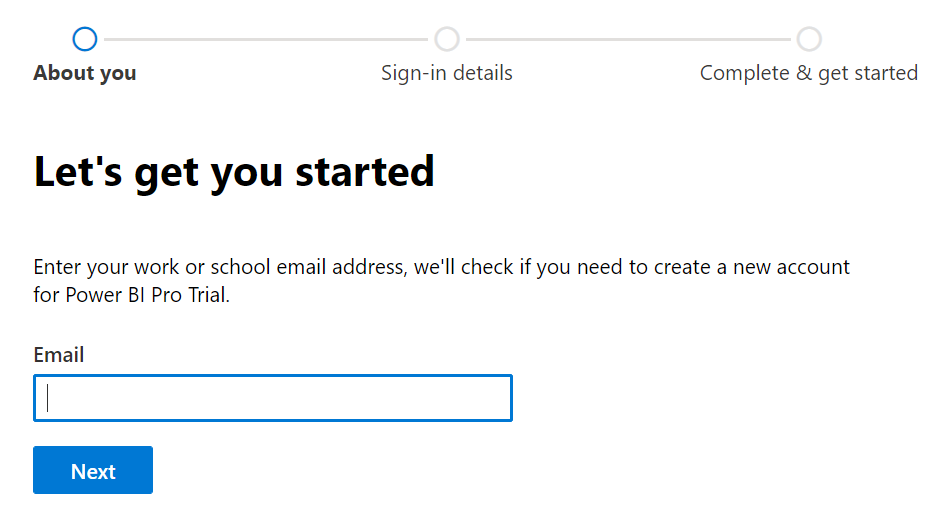 About you
Sign-in details
Complete & get started
Let's get you started
Enter your work or school email address, we'll check if you need to create a new account
for Power BI Pro Trial.
Email
Next